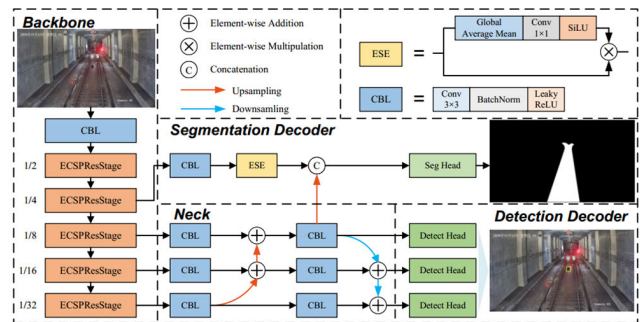 Backbone
Element-wise Addition
Element-wise Multipulation
C
Concatenation
Upsampling
Downsamling
ESE
=
Global
Average Mean
Conv
1×1
SiLU
CBL
=
Conv
3×3
BatchNorm
Leaky
ReLU
CBL
Segmentation Decoder
1/2
ECSPResStage
CBL
ESE
C
Seg Head
1/4
ECSPResStage
Neck
Detection Decoder
1/8
ECSPResStage
CBL
CBL
Detect Head
1/16
ECSPResStage
CBL
CBL
Detect Head
1/32
ECSPResStage
CBL
CBL
Detect Head